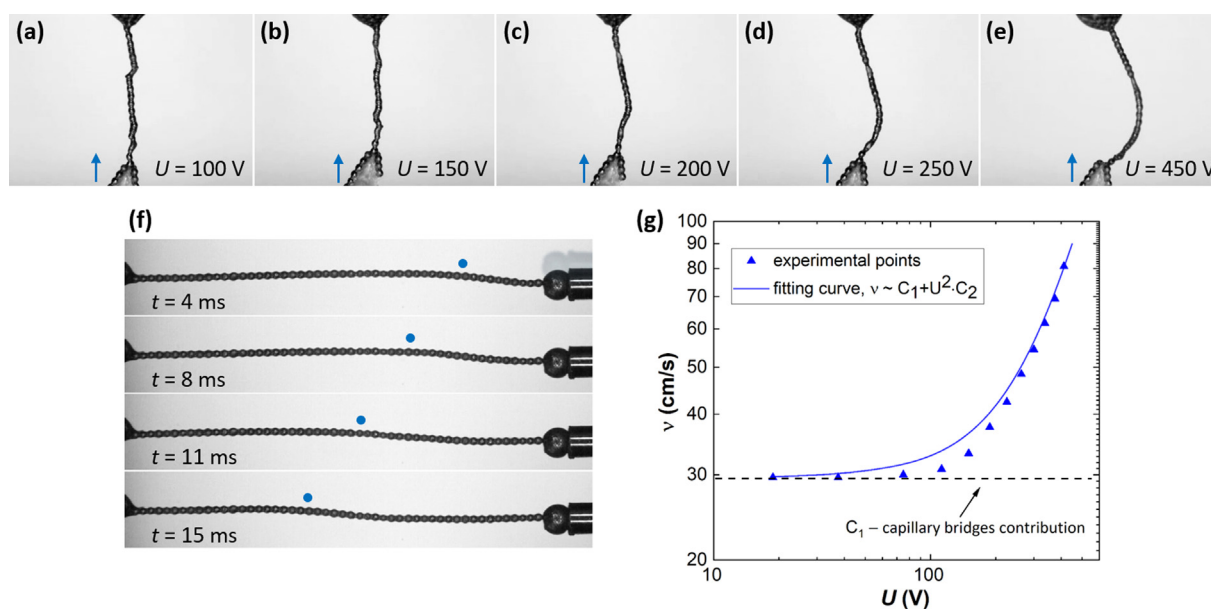 (a)
U = 100 V
(b)
U = 150 V
(c)
U = 200 V
(d)
U = 250 V
(e)
U = 450 V
(f)
t = 4 ms
t = 8 ms
t = 11 ms
t = 15 ms
(g)
100
90
80
70
60
50
40
30
20
ν (cm/s)
experimental points
fitting curve, ν ~ C₁+U²·C₂
C₁ – capillary bridges contribution
10
100
U (V)